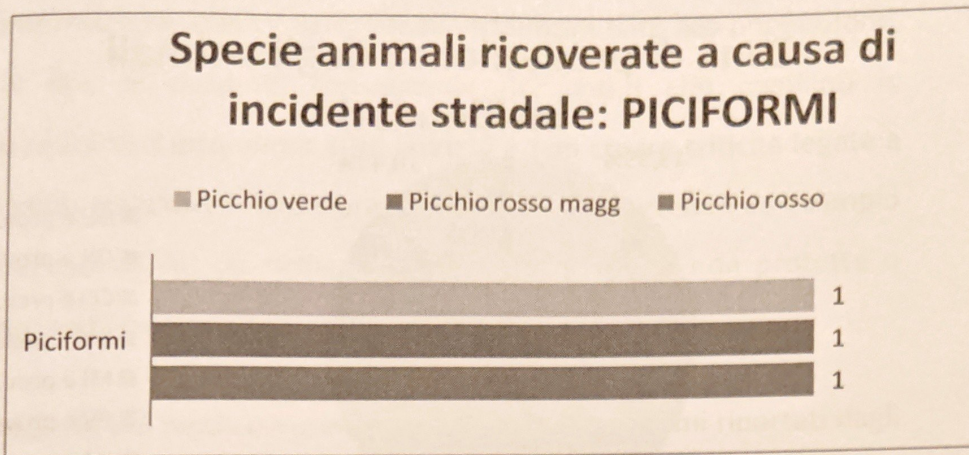 Specie animali ricoverate a causa di
incidente stradale: PICIFORMI
Picchio verde Picchio rosso magg Picchio rosso
1
Piciformi 1
1